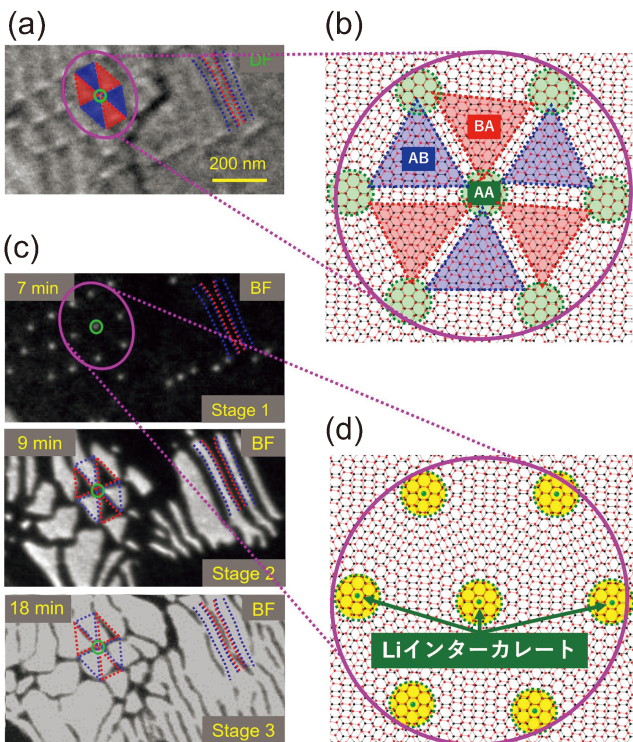 (a)
DF
200 nm
(b)
BA
AB
AA
(c)
7 min
BF
Stage 1
9 min
BF
Stage 2
18 min
BF
Stage 3
(d)
Liインターカレート